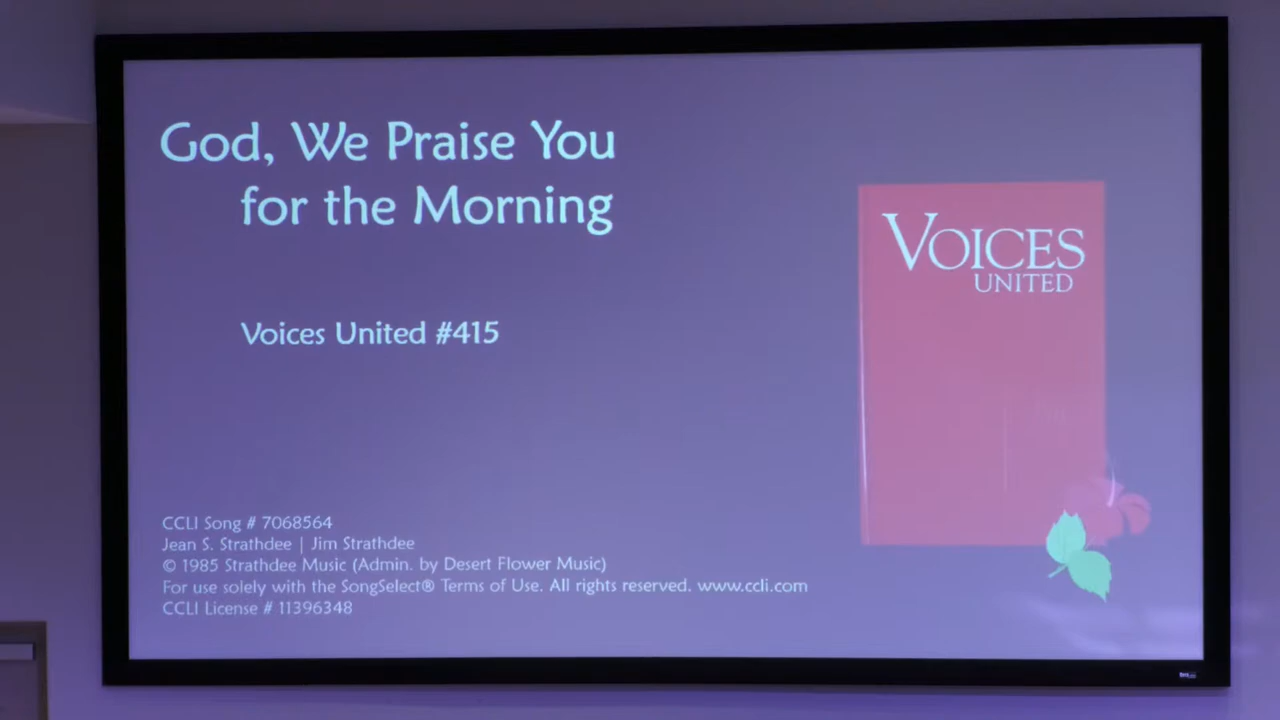 God, We Praise You
for the Morning
Voices United #415
VOICES
UNITED
CCLI Song # 7068564
Jean S. Strathdee | Jim Strathdee
© 1985 Strathdee Music (Admin. by Desert Flower Music)
For use solely with the SongSelect® Terms of Use. All rights reserved. www.ccli.com
CCLI License # 11396348